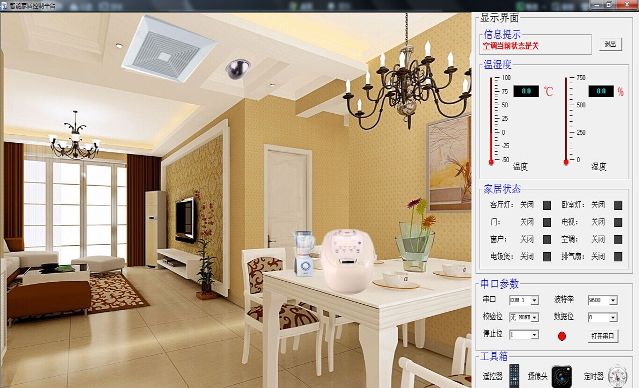 智能家居控制平台
显示界面
信息提示
空调当前状态是关
退出
温湿度
100 750
75
50 500
25
0 250
-25
-50 0
0.0 ℃ 0.0 %
温度 湿度
家居状态
客厅灯: 关闭 卧室灯: 关闭
门: 关闭 电视: 关闭
窗户: 关闭 空调: 关闭
电饭煲: 关闭 排气扇: 关闭
串口参数
串口 COM 1 波特率 9600
校验位 无 NONE 数据位 8
停止位 1 打开串口
工具箱
遥控器 摄像头 定时器